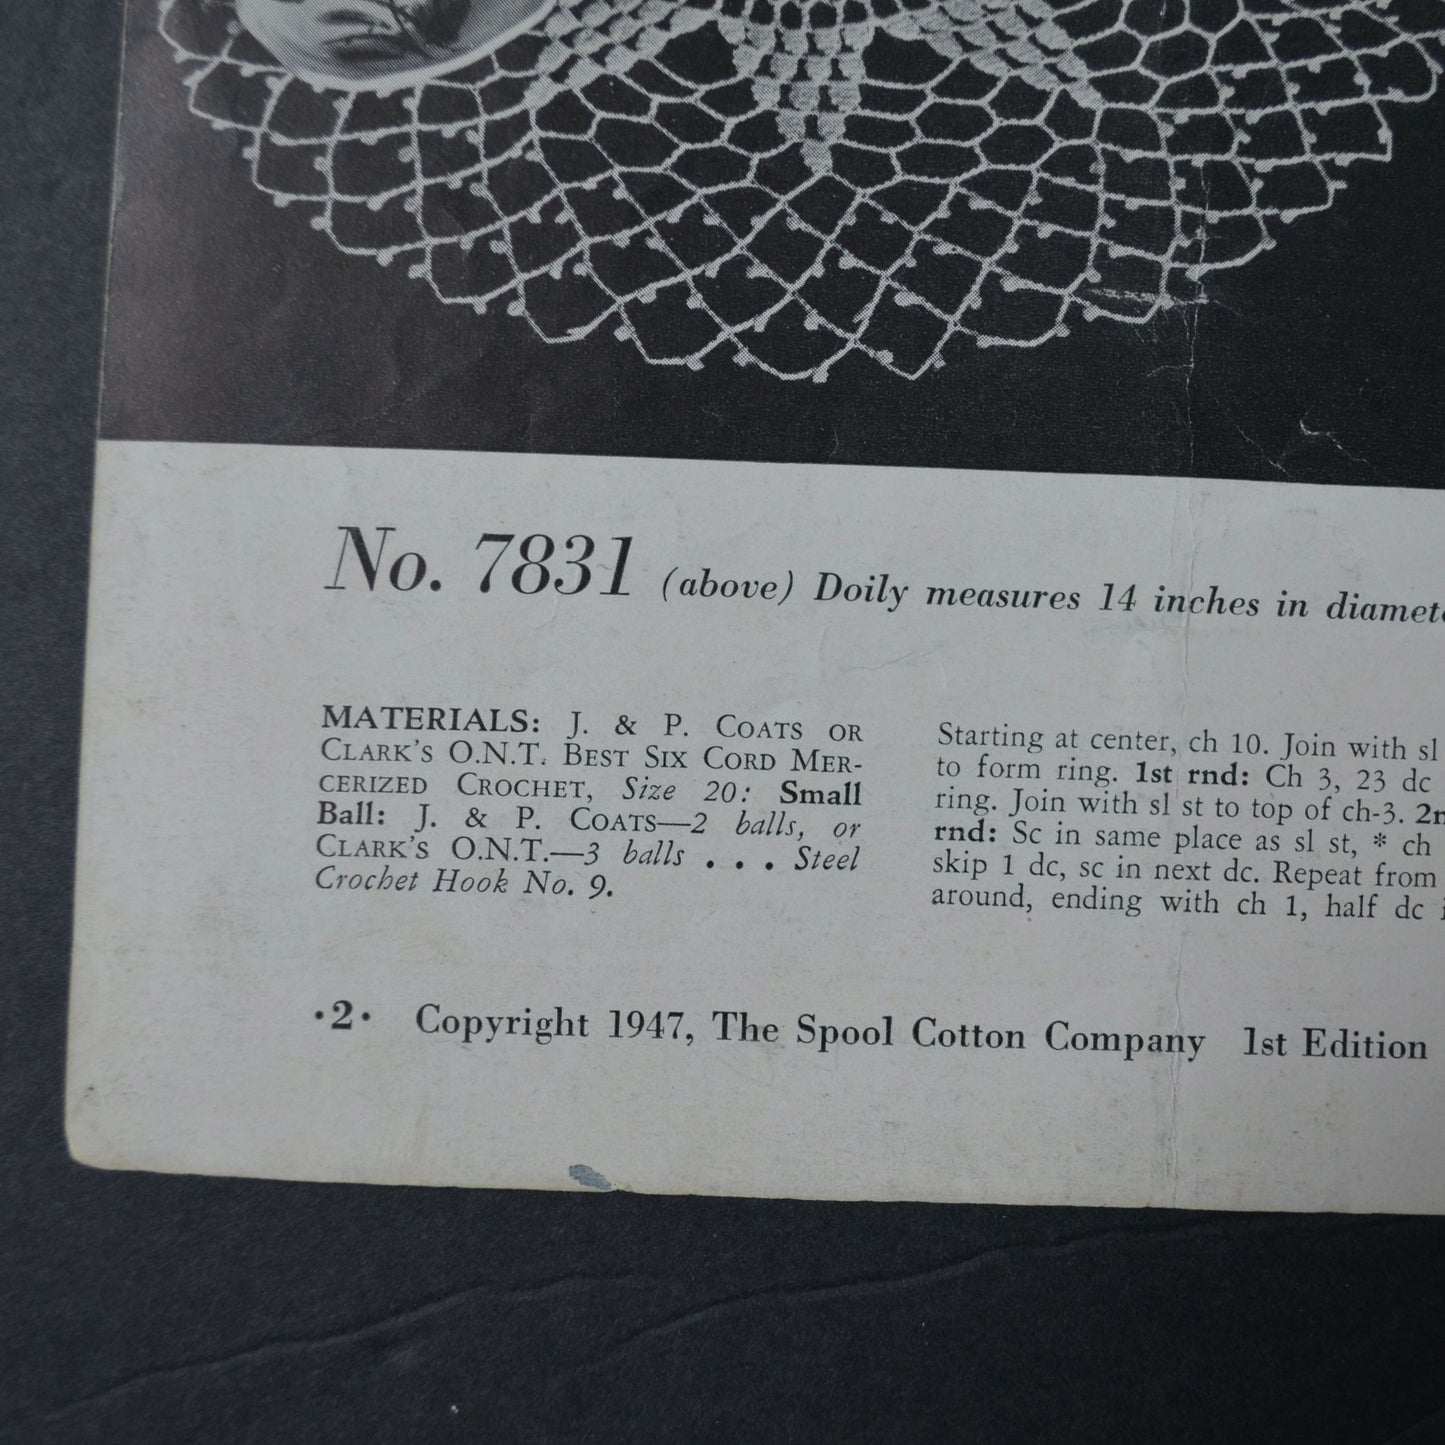 No. 7831 (above) Doily measures 14 inches in
MATERIALS: J. & P. COATS OR
CLARK'S O.N.T. BEST SIX CORD MER-
CERIZED CROCHET, Size 20: Small
Ball: J. & P. COATS—2 balls, or
CLARK'S O.N.T.—3 balls . . . Steel
Crochet Hook No. 9.
Starting at center, ch 10. Join with sl
to form ring. 1st rnd: Ch 3, 23 dc
ring. Join with sl st to top of ch-3.
rnd: Sc in same place as sl st, * ch
skip 1 dc, sc in next dc. Repeat from
around, ending with ch 1, half dc
·2· Copyright 1947, The Spool Cotton Company 1st Edition